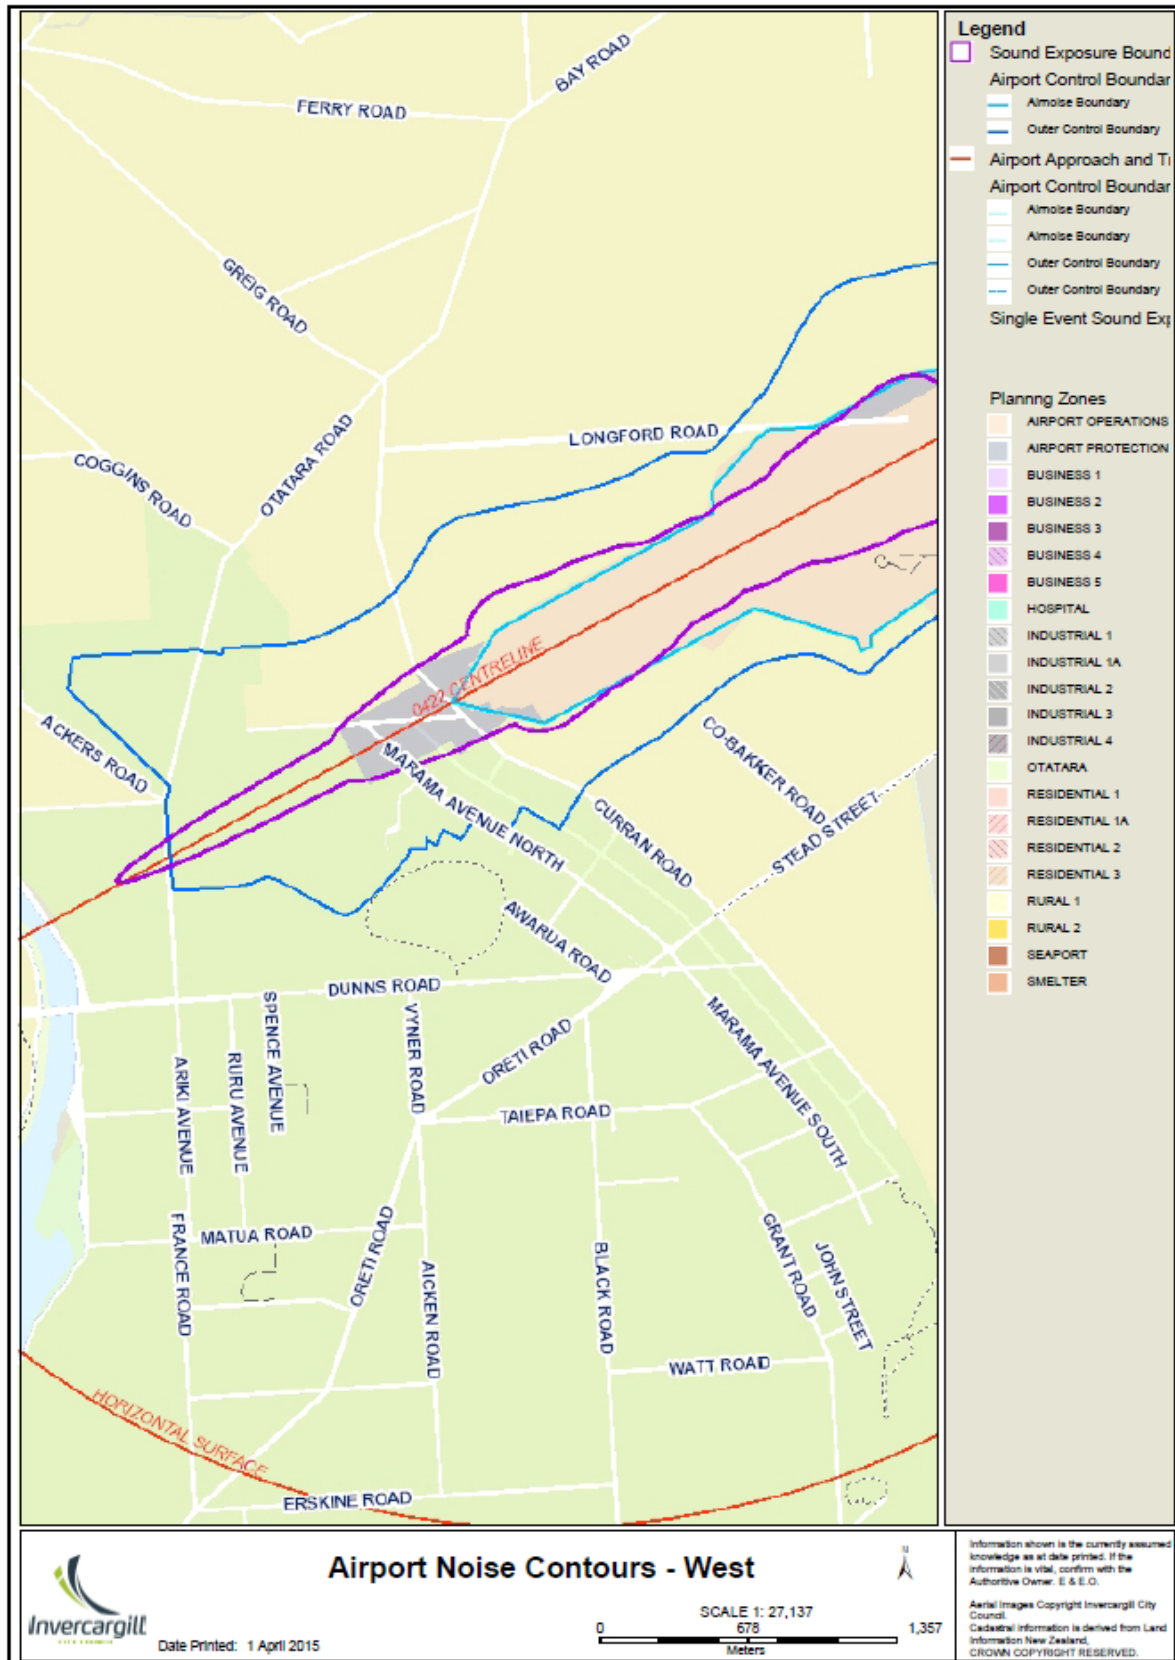 BAY ROAD
FERRY ROAD
GREIG ROAD
LONGFORD ROAD
COGGINS ROAD
OTATARA ROAD
0422 CENTRELINE
ACKERS ROAD
MARAMA AVENUE NORTH
CO-BAKKER ROAD
CURRAN ROAD
STEAD STREET
AWARUA ROAD
DUNNS ROAD
SPENCE AVENUE
VYNER ROAD
ORETI ROAD
MARAMA AVENUE SOUTH
ARIKI AVENUE
RURU AVENUE
TAIEPA ROAD
MATUA ROAD
FRANCE ROAD
ORETI ROAD
AICKEN ROAD
BLACK ROAD
GRANT ROAD
JOHN STREET
WATT ROAD
HORIZONTAL SURFACE
ERSKINE ROAD
Legend
Sound Exposure Bound
Airport Control Boundar
Airnoise Boundary
Outer Control Boundary
Airport Approach and Tr
Airport Control Boundar
Airnoise Boundary
Airnoise Boundary
Outer Control Boundary
Outer Control Boundary
Single Event Sound Exp
Plannng Zones
AIRPORT OPERATIONS
AIRPORT PROTECTION
BUSINESS 1
BUSINESS 2
BUSINESS 3
BUSINESS 4
BUSINESS 5
HOSPITAL
INDUSTRIAL 1
INDUSTRIAL 1A
INDUSTRIAL 2
INDUSTRIAL 3
INDUSTRIAL 4
OTATARA
RESIDENTIAL 1
RESIDENTIAL 1A
RESIDENTIAL 2
RESIDENTIAL 3
RURAL 1
RURAL 2
SEAPORT
SMELTER
Invercargill
CITY COUNCIL
Date Printed: 1 April 2015
Airport Noise Contours - West
N
SCALE 1: 27,137
0 678 1,357
Meters
Information shown is the currently assumed
knowledge as at date printed. If the
information is vital, confirm with the
Authoritive Owner. E & E.O.
Aerial Images Copyright Invercargill City
Council.
Cadastral information is derived from Land
Information New Zealand,
CROWN COPYRIGHT RESERVED.